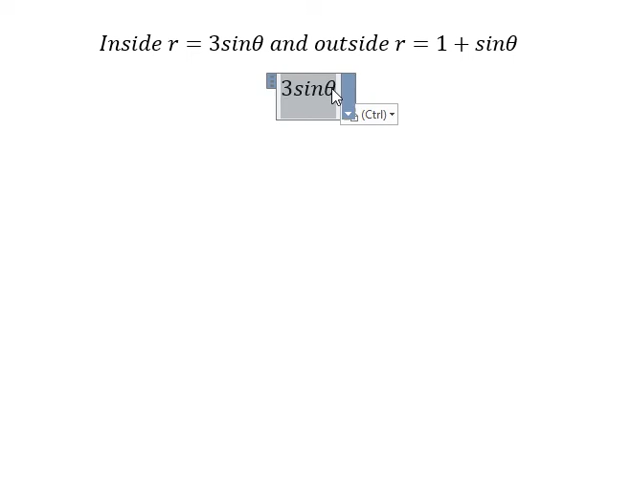 Inside r = 3sinθ and outside r = 1 + sinθ
3sinθ
(Ctrl)